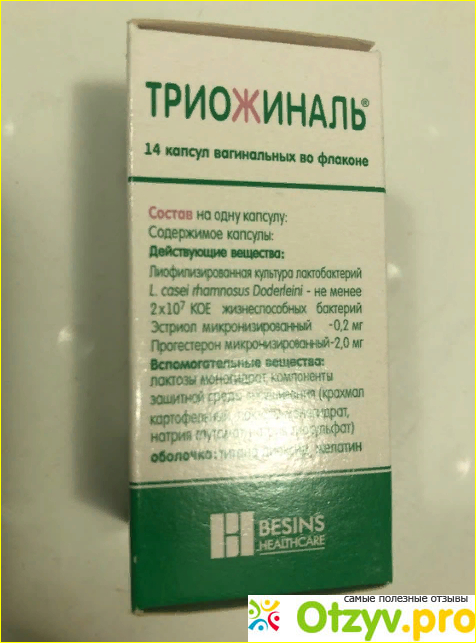 ТРИОЖИНАЛЬ®
14 капсул вагинальных во флаконе
Состав на одну капсулу:
Содержимое капсулы:
Действующие вещества:
Лиофилизированная культура лактобактерий
L. casei rhamnosus Doderleini - не менее
2x10⁷ КОЕ жизнеспособных бактерий
Эстриол микронизированный -0,2 мг
Прогестерон микронизированный-2,0 мг
Вспомогательные вещества:
лактозы моногидрат, компоненты
защитной среды (крахмал
картофельный,
натрия
оболочка: желатин
BESINS
HEALTHCARE
самые полезные отзывы
Otzyv.pro